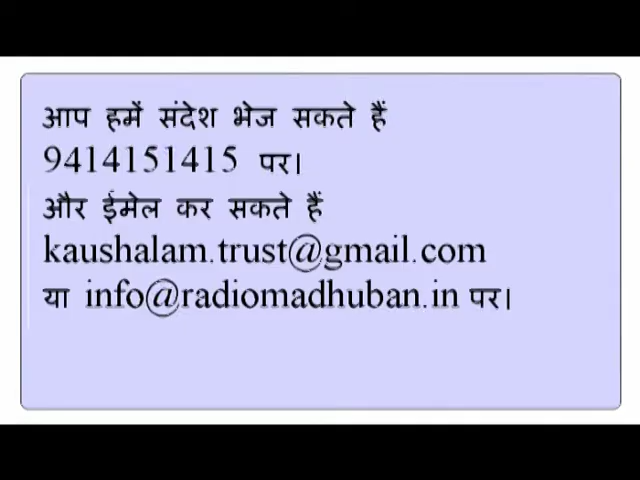 आप हमें संदेश भेज सकते हैं
9414151415 पर।
और ईमेल कर सकते हैं
kaushalam.trust@gmail.com
या info@radiomadhuban.in पर।